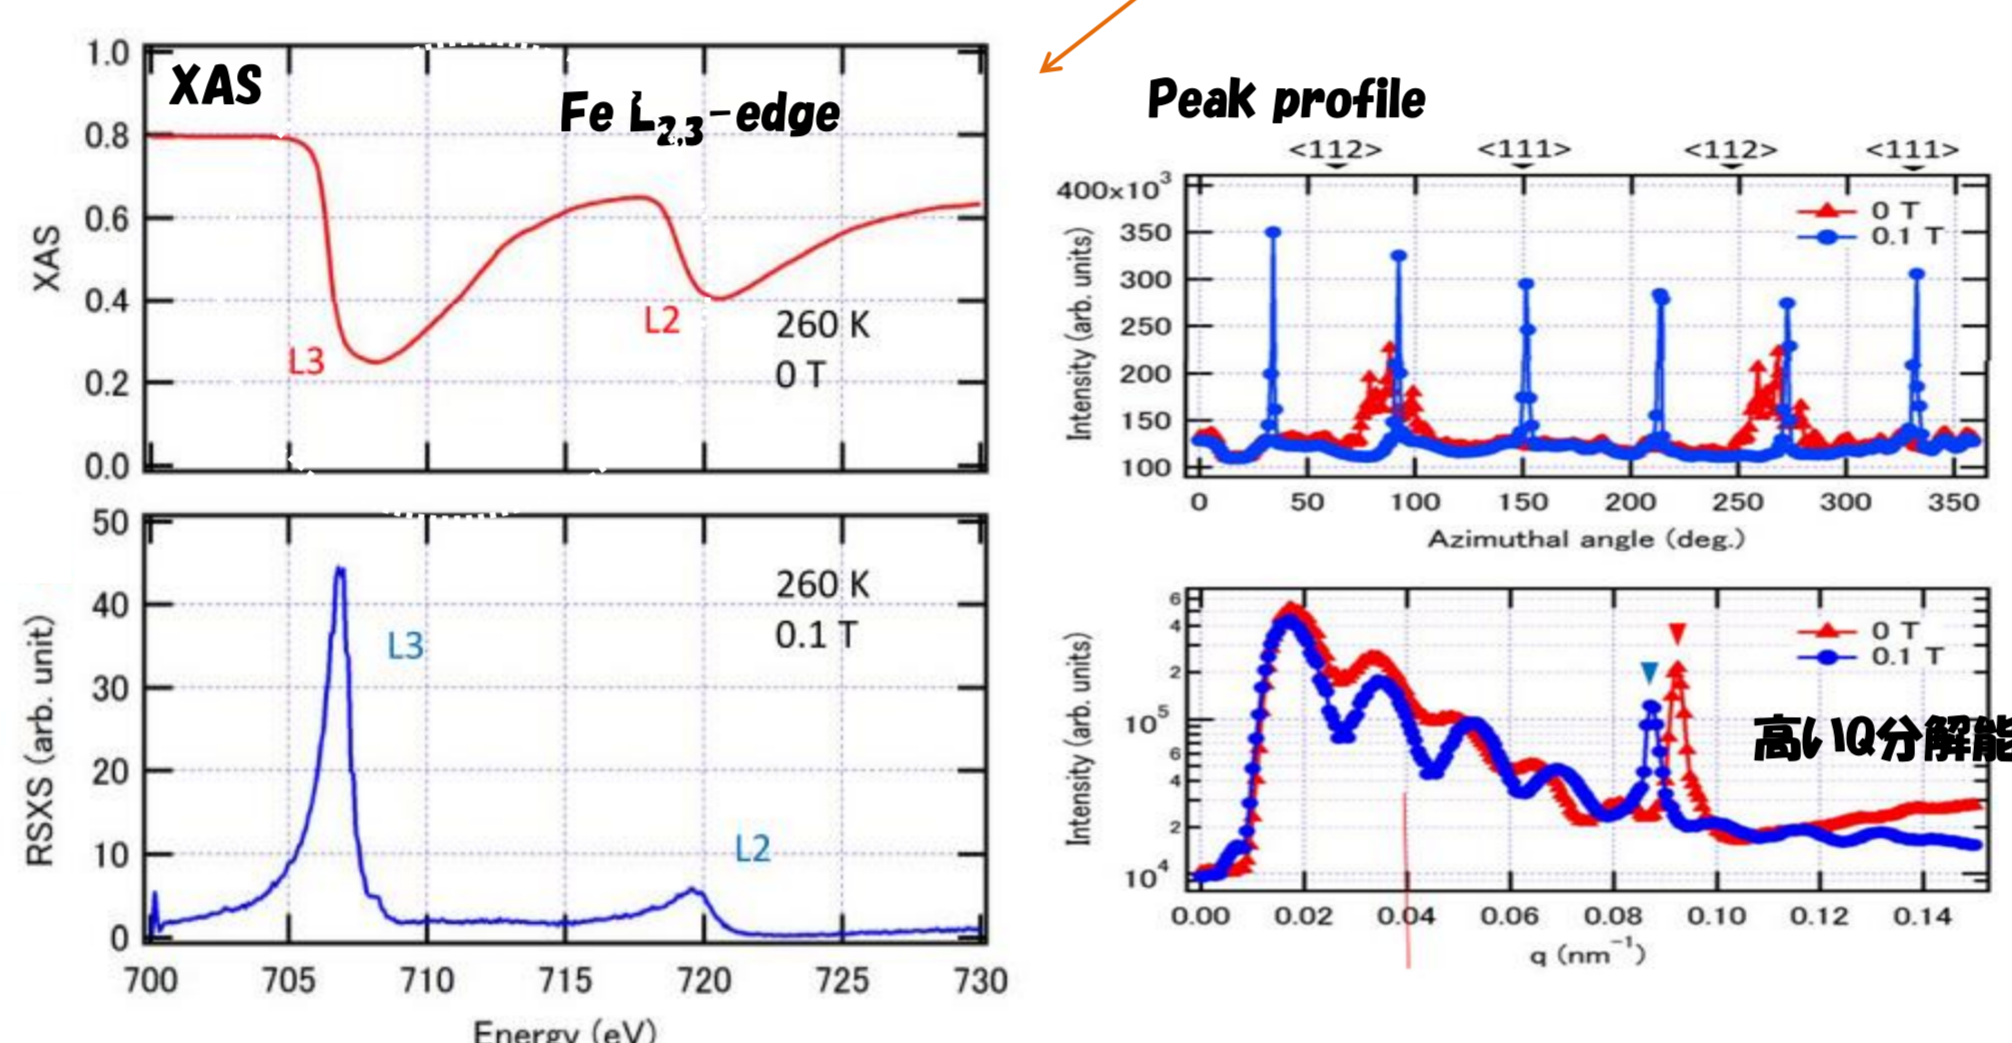 XAS
Fe L2,3-edge
XAS
1.0
0.8
0.6
0.4
0.2
0.0
L3
L2
260 K
0 T
RSXS (arb. unit)
50
40
30
20
10
0
L3
L2
260 K
0.1 T
700 705 710 715 720 725 730
Energy (eV)
Peak profile
<112> <111> <112> <111>
400x10³
350
300
250
200
150
100
Intensity (arb. units)
0 T
0.1 T
0 50 100 150 200 250 300 350
Azimuthal angle (deg.)
Intensity (arb. units)
6
4
2
10⁵
6
4
2
10⁴
0 T
0.1 T
高いQ分解能
0.00 0.02 0.04 0.06 0.08 0.10 0.12 0.14
q (nm⁻¹)